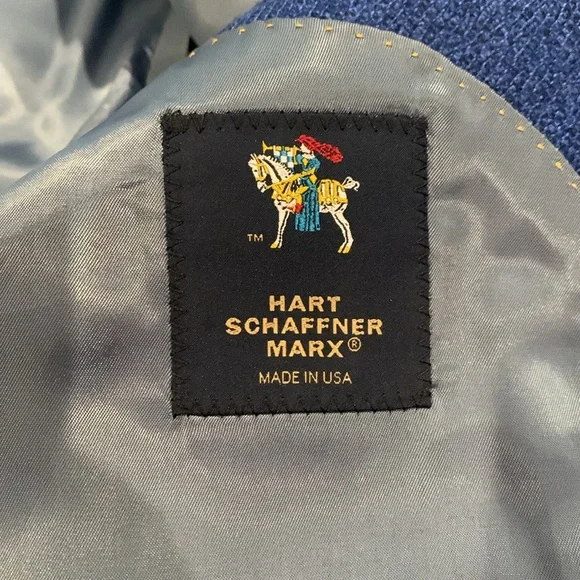 TM
HART
SCHAFFNER
MARX®
MADE IN USA